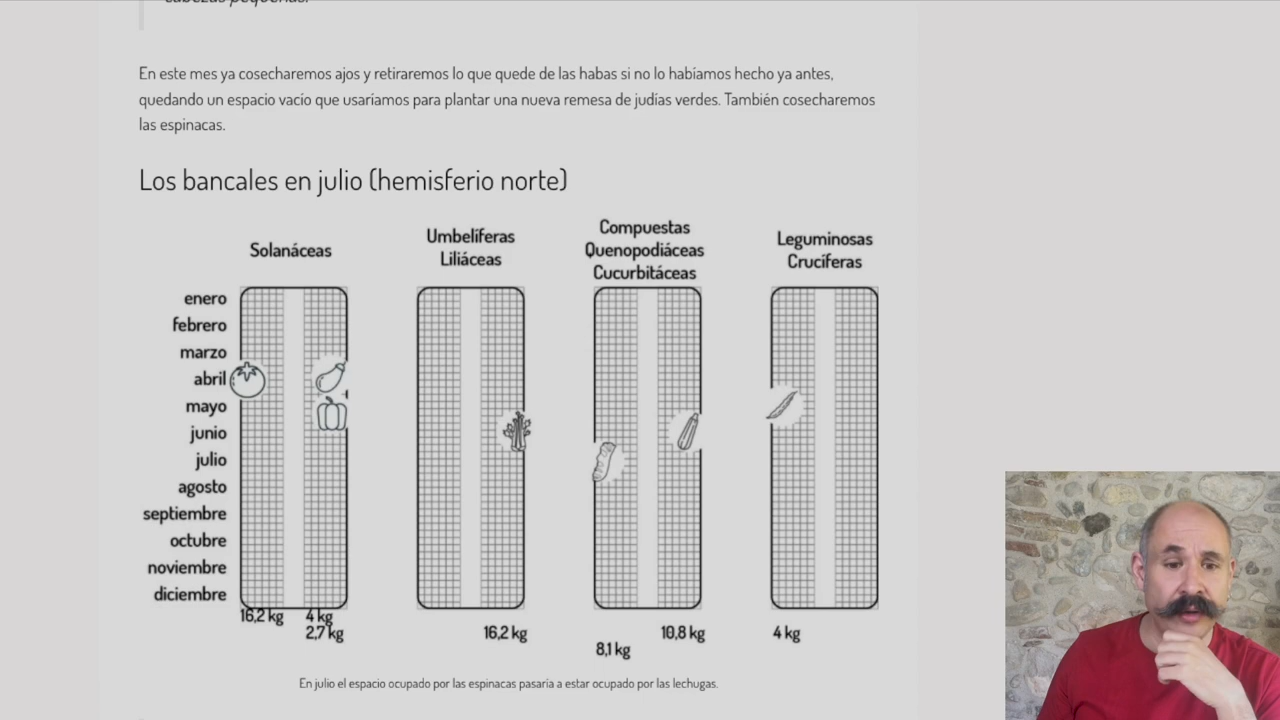 cabezas pequeñas.
En este mes ya cosecharemos ajos y retiraremos lo que quede de las habas si no lo habíamos hecho ya antes,
quedando un espacio vacío que usaríamos para plantar una nueva remesa de judías verdes. También cosecharemos
las espinacas.
Los bancales en julio (hemisferio norte)
Solanáceas
Umbelíferas
Liliáceas
Compuestas
Quenopodiáceas
Cucurbitáceas
Leguminosas
Crucíferas
enero
febrero
marzo
abril
mayo
junio
julio
agosto
septiembre
octubre
noviembre
diciembre
16,2 kg
4 kg
2,7 kg
16,2 kg
8,1 kg
10,8 kg
4 kg
En julio el espacio ocupado por las espinacas pasaría a estar ocupado por las lechugas.